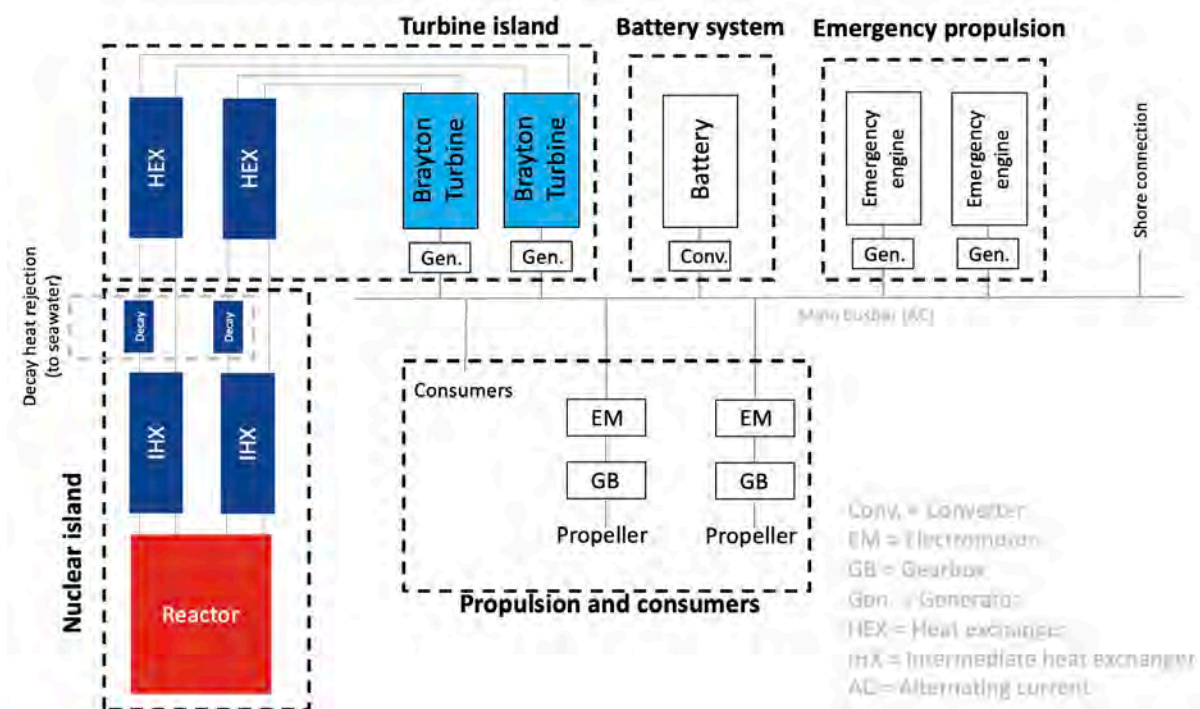 Turbine island
Battery system
Emergency propulsion
HEX
HEX
Brayton
Turbine
Brayton
Turbine
Battery
Emergency
engine
Emergency
engine
Shore connection
Gen.
Gen.
Conv.
Gen.
Gen.
Decay heat rejection
(to seawater)
Decay
Decay
Main busbar (AC)
IHX
IHX
Consumers
EM
EM
GB
GB
Propeller
Propeller
Propulsion and consumers
Nuclear island
Reactor
Conv. = Converter
EM = Electromotor
GB = Gearbox
Gen. = Generator
HEX = Heat exchanger
IHX = Intermediate heat exchanger
AC = Alternating current